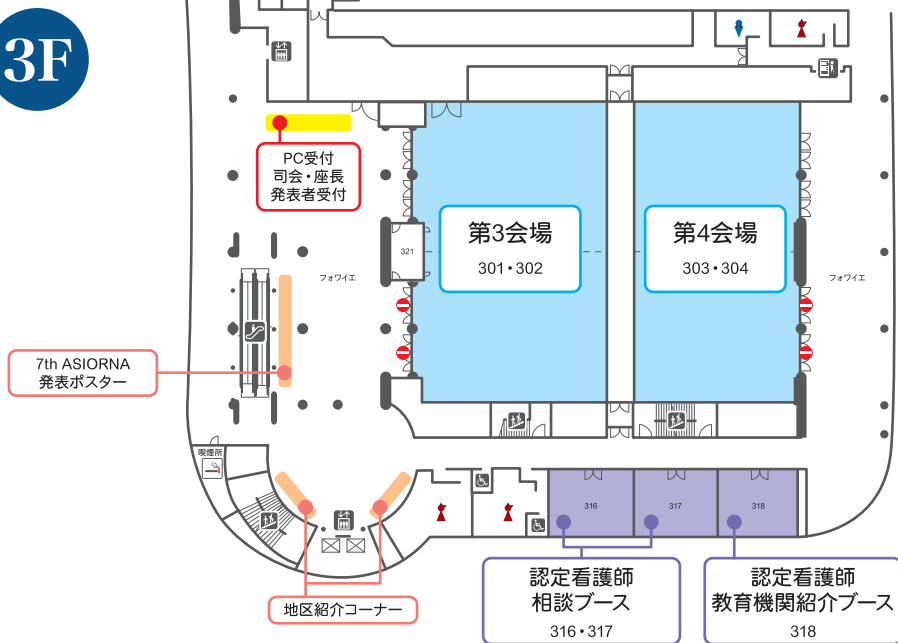 3F
PC受付
司会・座長
発表者受付
第3会場
301・302
第4会場
303・304
321
フォワイエ
フォワイエ
7th ASIORNA
発表ポスター
喫煙所
316
317
318
地区紹介コーナー
認定看護師
相談ブース
316・317
認定看護師
教育機関紹介ブース
318